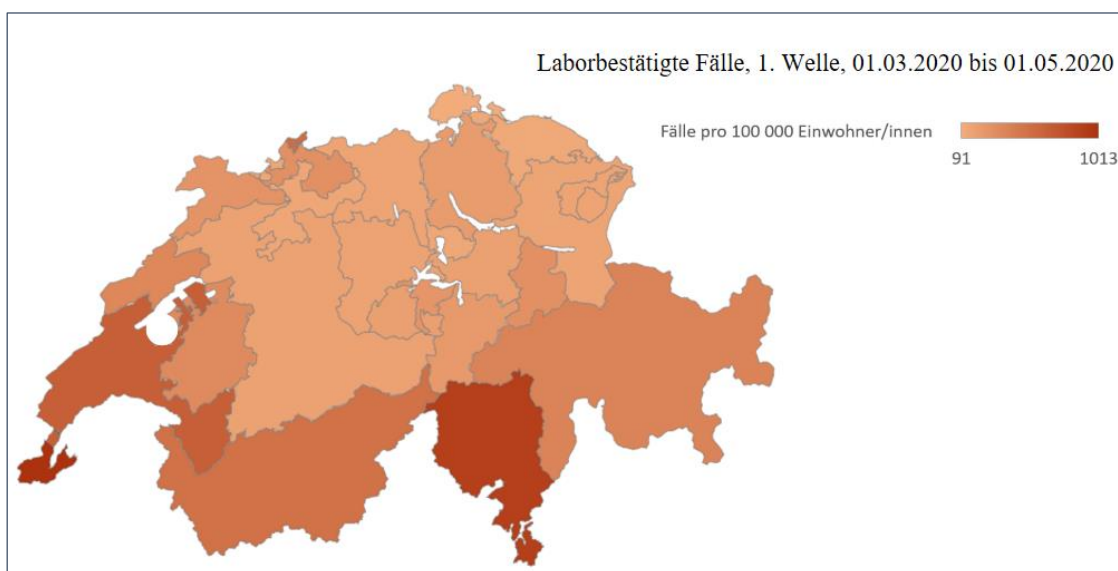 Laborbestätigte Fälle, 1. Welle, 01.03.2020 bis 01.05.2020
Fälle pro 100 000 Einwohner/innen
91 1013